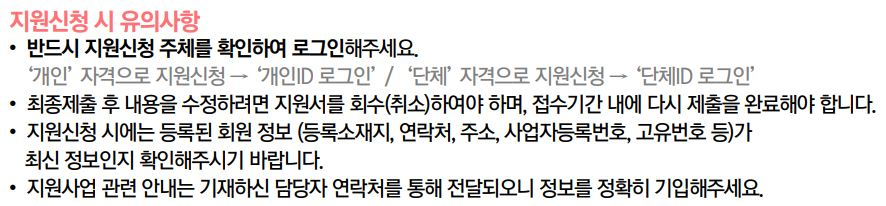 지원신청 시 유의사항
• 반드시 지원신청 주체를 확인하여 로그인해주세요.
‘개인’ 자격으로 지원신청 → ‘개인ID 로그인’ / ‘단체’ 자격으로 지원신청 → ‘단체ID 로그인’
• 최종제출 후 내용을 수정하려면 지원서를 회수(취소)하여야 하며, 접수기간 내에 다시 제출을 완료해야 합니다.
• 지원신청 시에는 등록된 회원 정보 (등록소재지, 연락처, 주소, 사업자등록번호, 고유번호 등)가
최신 정보인지 확인해주시기 바랍니다.
• 지원사업 관련 안내는 기재하신 담당자 연락처를 통해 전달되오니 정보를 정확히 기입해주세요.